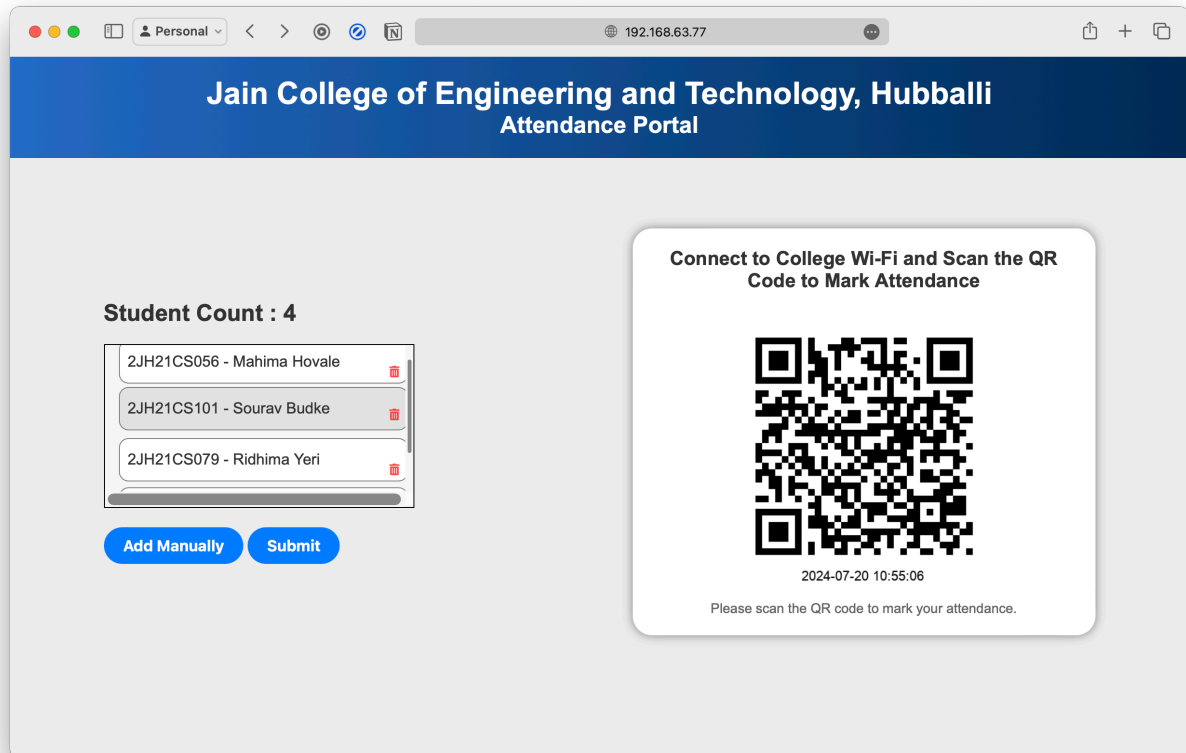 Personal
192.168.63.77
Jain College of Engineering and Technology, Hubballi
Attendance Portal
Student Count : 4
2JH21CS056 - Mahima Hovale
2JH21CS101 - Sourav Budke
2JH21CS079 - Ridhima Yeri
Add Manually
Submit
Connect to College Wi-Fi and Scan the QR
Code to Mark Attendance
2024-07-20 10:55:06
Please scan the QR code to mark your attendance.